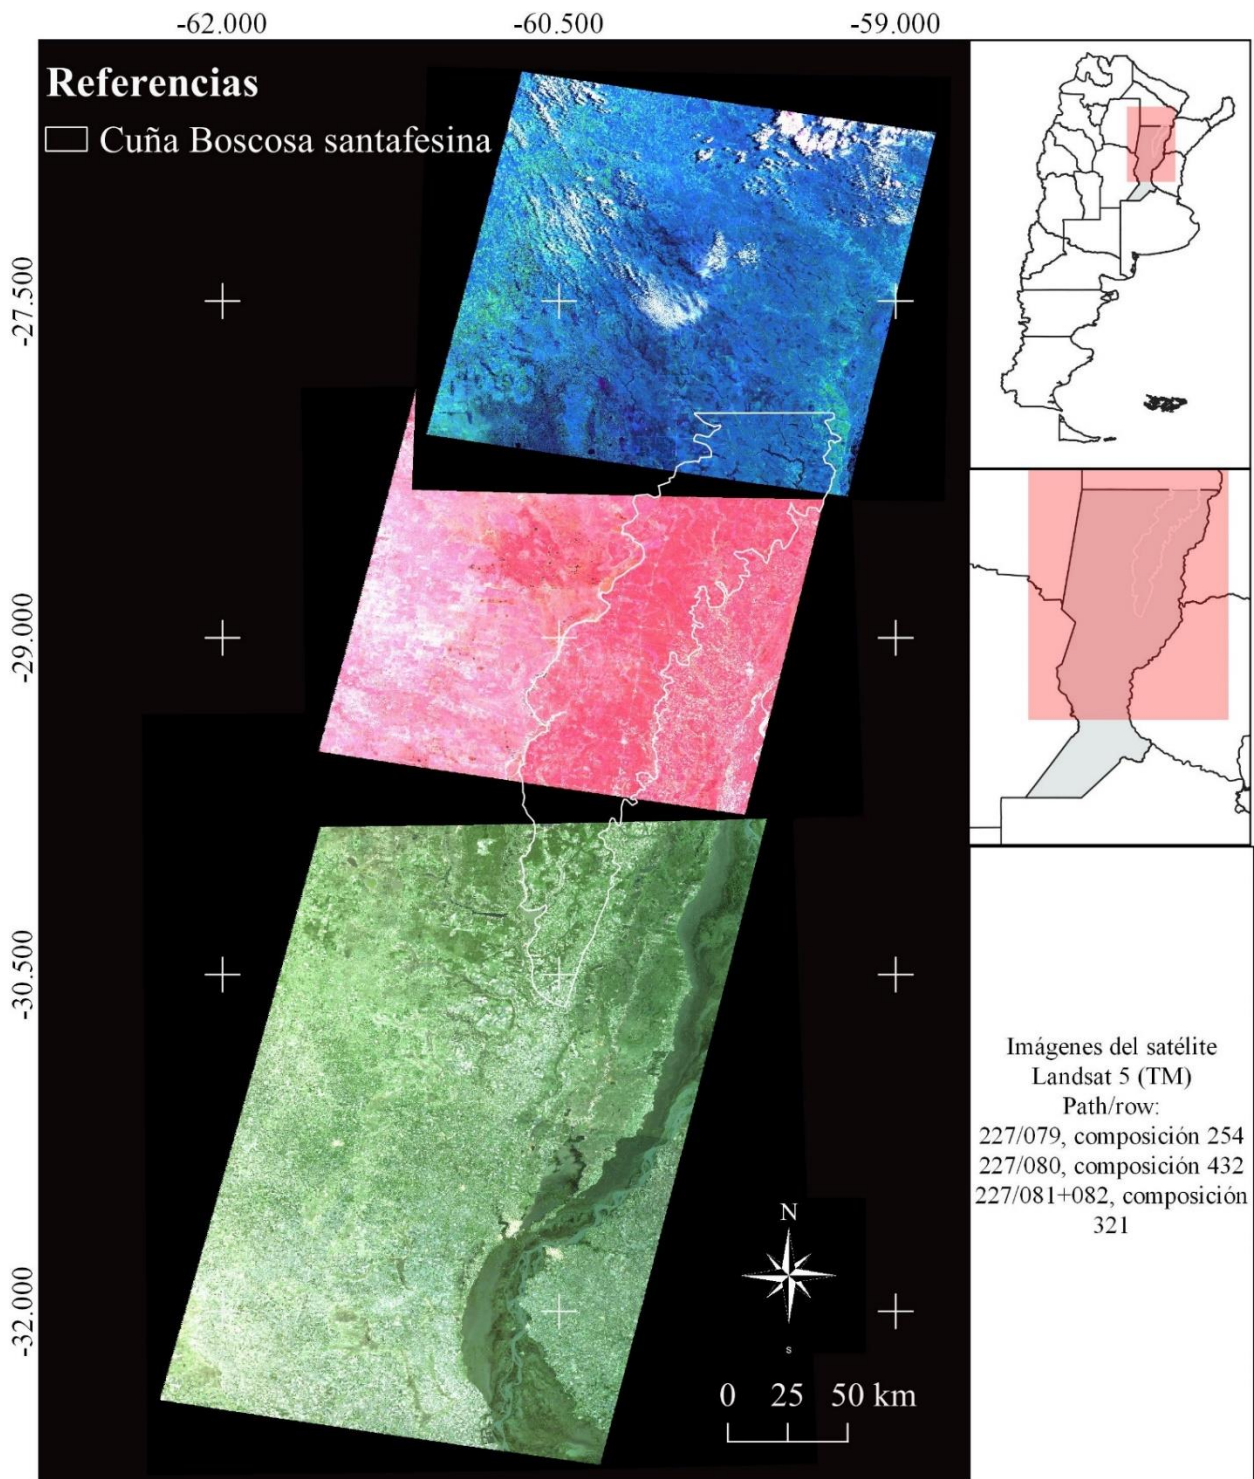 -62.000 -60.500 -59.000
Referencias
Cuña Boscosa santafesina
-27.500
-29.000
-30.500
-32.000
Imágenes del satélite
Landsat 5 (TM)
Path/row:
227/079, composición 254
227/080, composición 432
227/081+082, composición
321
N
s
0 25 50 km